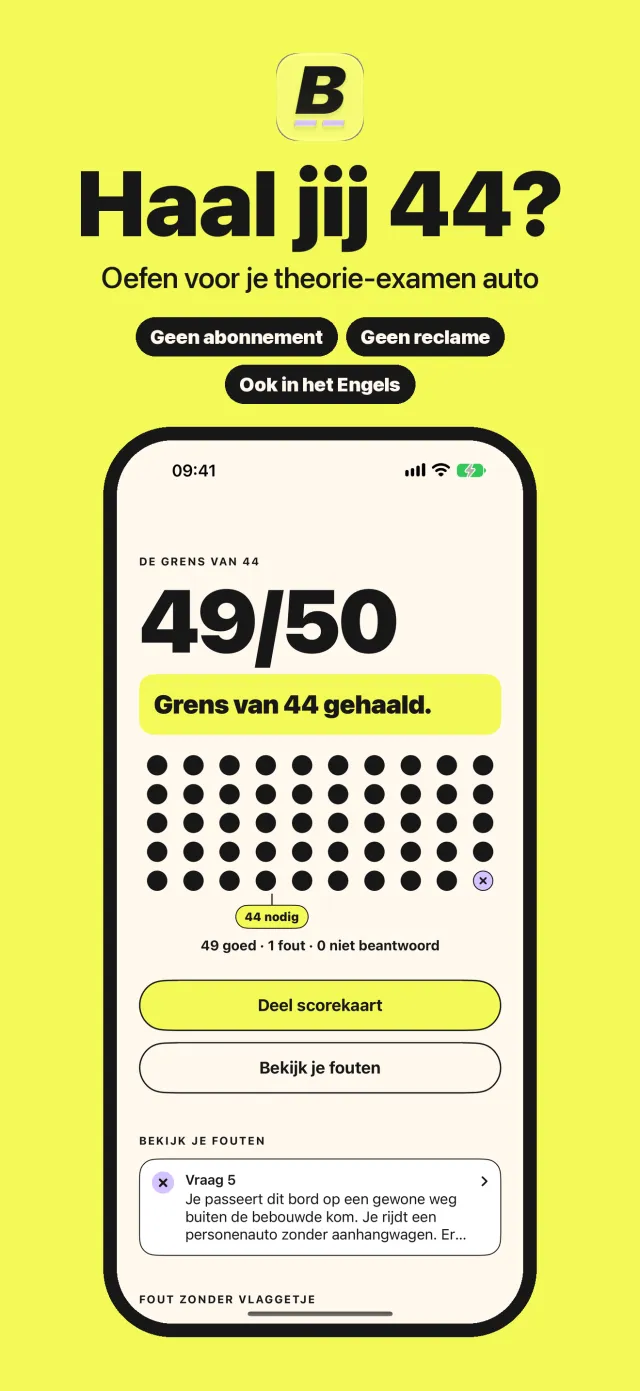 B
Haal jij 44?
Oefen voor je theorie-examen auto
Geen abonnement
Geen reclame
Ook in het Engels
09:41
DE GRENS VAN 44
49/50
Grens van 44 gehaald.
44 nodig
49 goed · 1 fout · 0 niet beantwoord
Deel scorekaart
Bekijk je fouten
BEKIJK JE FOUTEN
Vraag 5
Je passeert dit bord op een gewone weg
buiten de bebouwde kom. Je rijdt een
personenauto zonder aanhangwagen. Er...
FOUT ZONDER VLAGGETJE